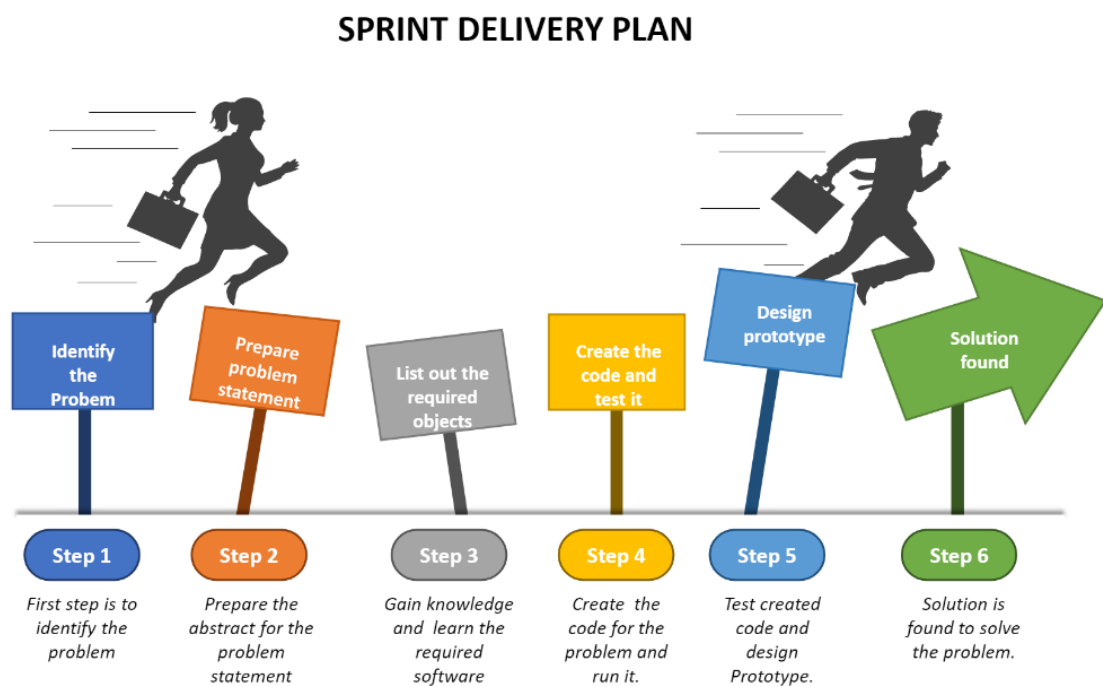 SPRINT DELIVERY PLAN
Identify
the
Probem
Prepare
problem
statement
List out the
required
objects
Create the
code and
test it
Design
prototype
Solution
found
Step 1
Step 2
Step 3
Step 4
Step 5
Step 6
First step is to
identify the
problem
Prepare the
abstract for the
problem
statement
Gain knowledge
and learn the
required
software
Create the
code for the
problem and
run it.
Test created
code and
design
Prototype.
Solution is
found to solve
the problem.